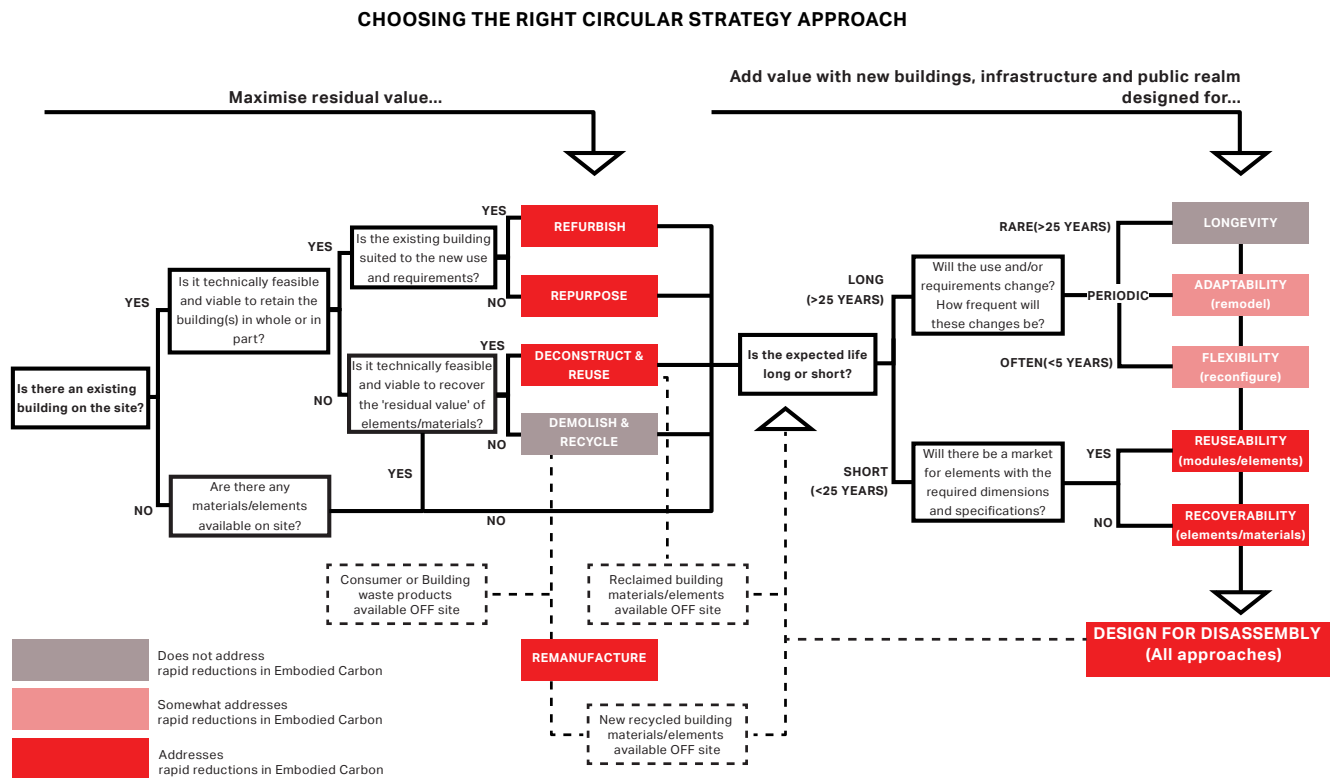 CHOOSING THE RIGHT CIRCULAR STRATEGY APPROACH
Maximise residual value...
Add value with new buildings, infrastructure and public realm
designed for...
Is there an existing
building on the site?
YES
NO
Is it technically feasible
and viable to retain the
building(s) in whole or in
part?
Are there any
materials/elements
available on site?
YES
NO
YES
NO
Is the existing building
suited to the new use
and requirements?
Is it technically feasible
and viable to recover
the 'residual value' of
elements/materials?
YES
NO
YES
NO
REFURBISH
REPURPOSE
DECONSTRUCT &
REUSE
DEMOLISH &
RECYCLE
Is the expected life
long or short?
LONG
(>25 YEARS)
SHORT
(<25 YEARS)
Will the use and/or
requirements change?
How frequent will
these changes be?
Will there be a market
for elements with the
required dimensions
and specifications?
RARE(>25 YEARS)
PERIODIC
OFTEN(<5 YEARS)
YES
NO
LONGEVITY
ADAPTABILITY
(remodel)
FLEXIBILITY
(reconfigure)
REUSEABILITY
(modules/elements)
RECOVERABILITY
(elements/materials)
DESIGN FOR DISASSEMBLY
(All approaches)
Consumer or Building
waste products
available OFF site
Reclaimed building
materials/elements
available OFF site
REMANUFACTURE
New recycled building
materials/elements
available OFF site
Does not address
rapid reductions in Embodied Carbon
Somewhat addresses
rapid reductions in Embodied Carbon
Addresses
rapid reductions in Embodied Carbon